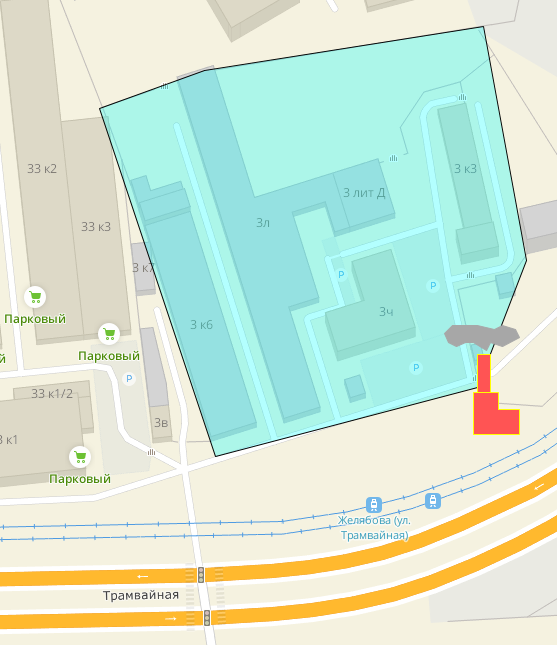 33 к2
3 к3
3 лит Д
3л
33 к3
3 к7
P
P
Парковый
3 к6
3ч
Парковый
й
P
P
33 к1/2
3в
3 к1
Парковый
Желябова (ул.
Трамвайная)
Трамвайная